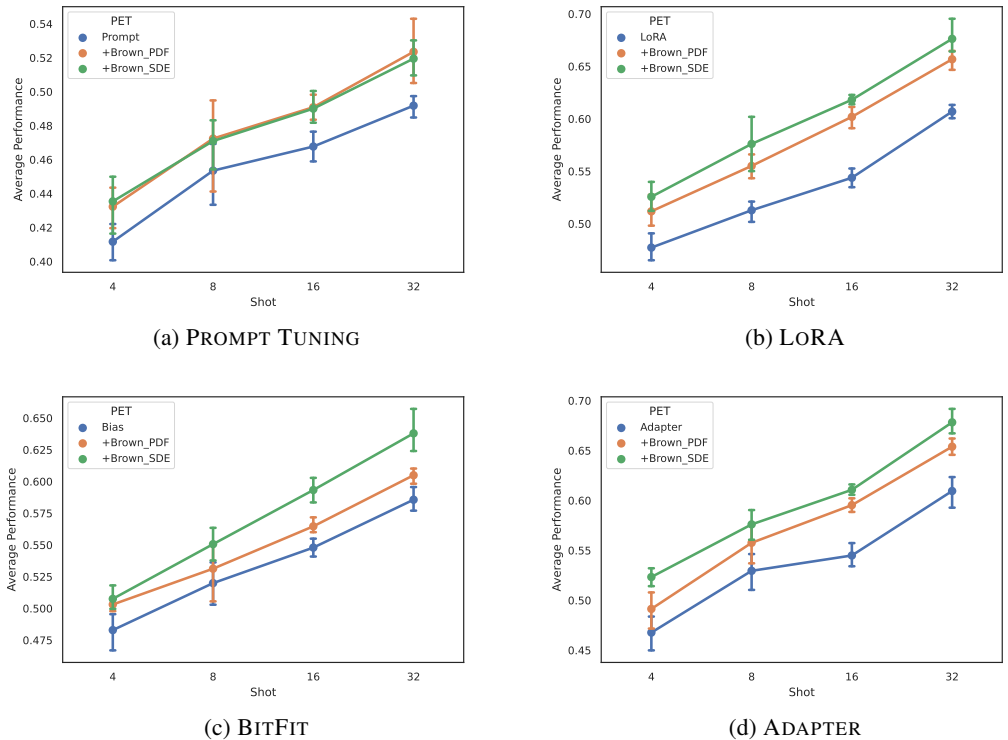 PET
Prompt
+Brown_PDF
+Brown_SDE
Average Performance
0.54
0.52
0.50
0.48
0.46
0.44
0.42
0.40
4 8 16 32
Shot
(a) PROMPT TUNING
PET
LoRA
+Brown_PDF
+Brown_SDE
Average Performance
0.70
0.65
0.60
0.55
0.50
4 8 16 32
Shot
(b) LORA
PET
Bias
+Brown_PDF
+Brown_SDE
Average Performance
0.650
0.625
0.600
0.575
0.550
0.525
0.500
0.475
4 8 16 32
Shot
(c) BITFIT
PET
Adapter
+Brown_PDF
+Brown_SDE
Average Performance
0.70
0.65
0.60
0.55
0.50
0.45
4 8 16 32
Shot
(d) ADAPTER